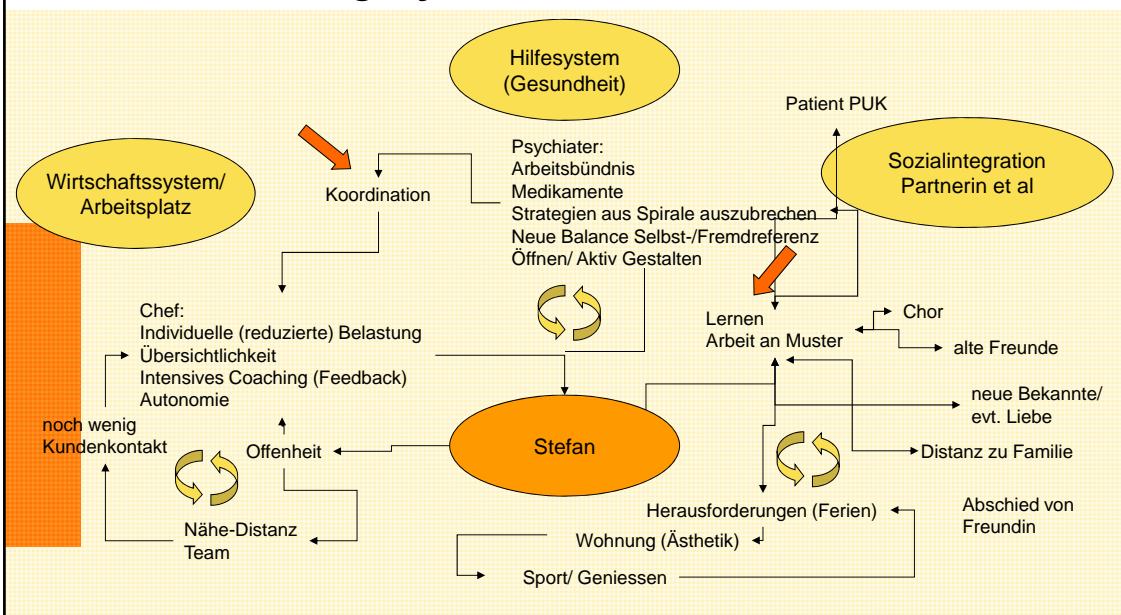 Hilfesystem
(Gesundheit)
Patient PUK
Wirtschaftssystem/
Arbeitsplatz
Koordination
Psychiater:
Arbeitsbündnis
Medikamente
Strategien aus Spirale auszubrechen
Neue Balance Selbst-/Fremdreferenz
Öffnen/ Aktiv Gestalten
Sozialintegration
Partnerin et al
Chef:
Individuelle (reduzierte) Belastung
Übersichtlichkeit
Intensives Coaching (Feedback)
Autonomie
Lernen
Arbeit an Muster
Chor
alte Freunde
neue Bekannte/
evt. Liebe
noch wenig
Kundenkontakt
Offenheit
Stefan
Distanz zu Familie
Nähe-Distanz
Team
Herausforderungen (Ferien)
Abschied von
Freundin
Wohnung (Ästhetik)
Sport/ Geniessen